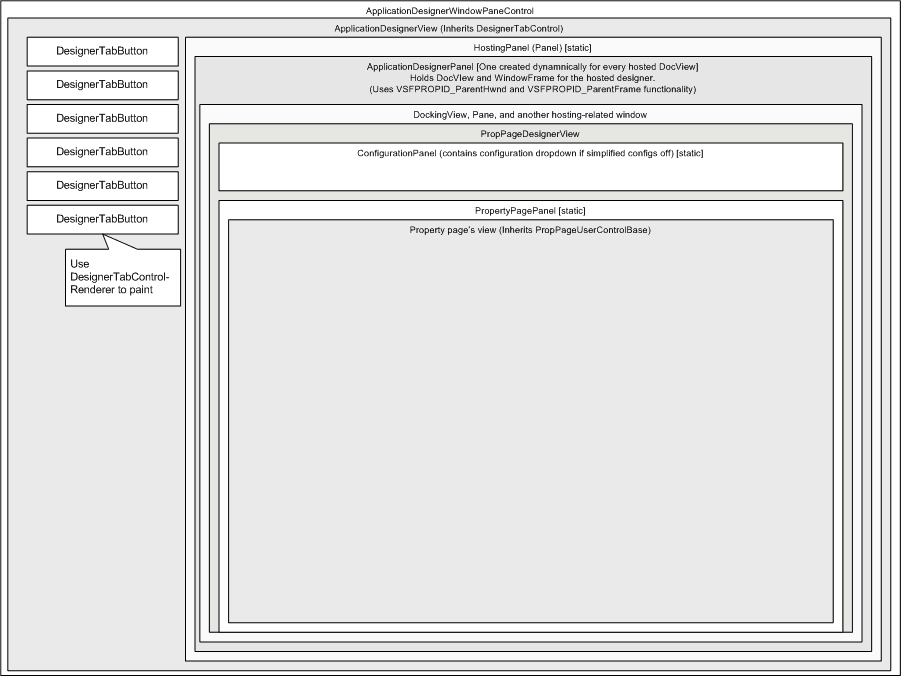 ApplicationDesignerWindowPaneControl
ApplicationDesignerView (Inherits DesignerTabControl)
DesignerTabButton
DesignerTabButton
DesignerTabButton
DesignerTabButton
DesignerTabButton
DesignerTabButton
Use
DesignerTabControl-
Renderer to paint
HostingPanel (Panel) [static]
ApplicationDesignerPanel [One created dynamnically for every hosted DocView]
Holds DocVIew and WindowFrame for the hosted designer.
(Uses VSFPROPID_ParentHwnd and VSFPROPID_ParentFrame functionality)
DockingView, Pane, and another hosting-related window
PropPageDesignerView
ConfigurationPanel (contains configuration dropdown if simplified configs off) [static]
PropertyPagePanel [static]
Property page's view (Inherits PropPageUserControlBase)